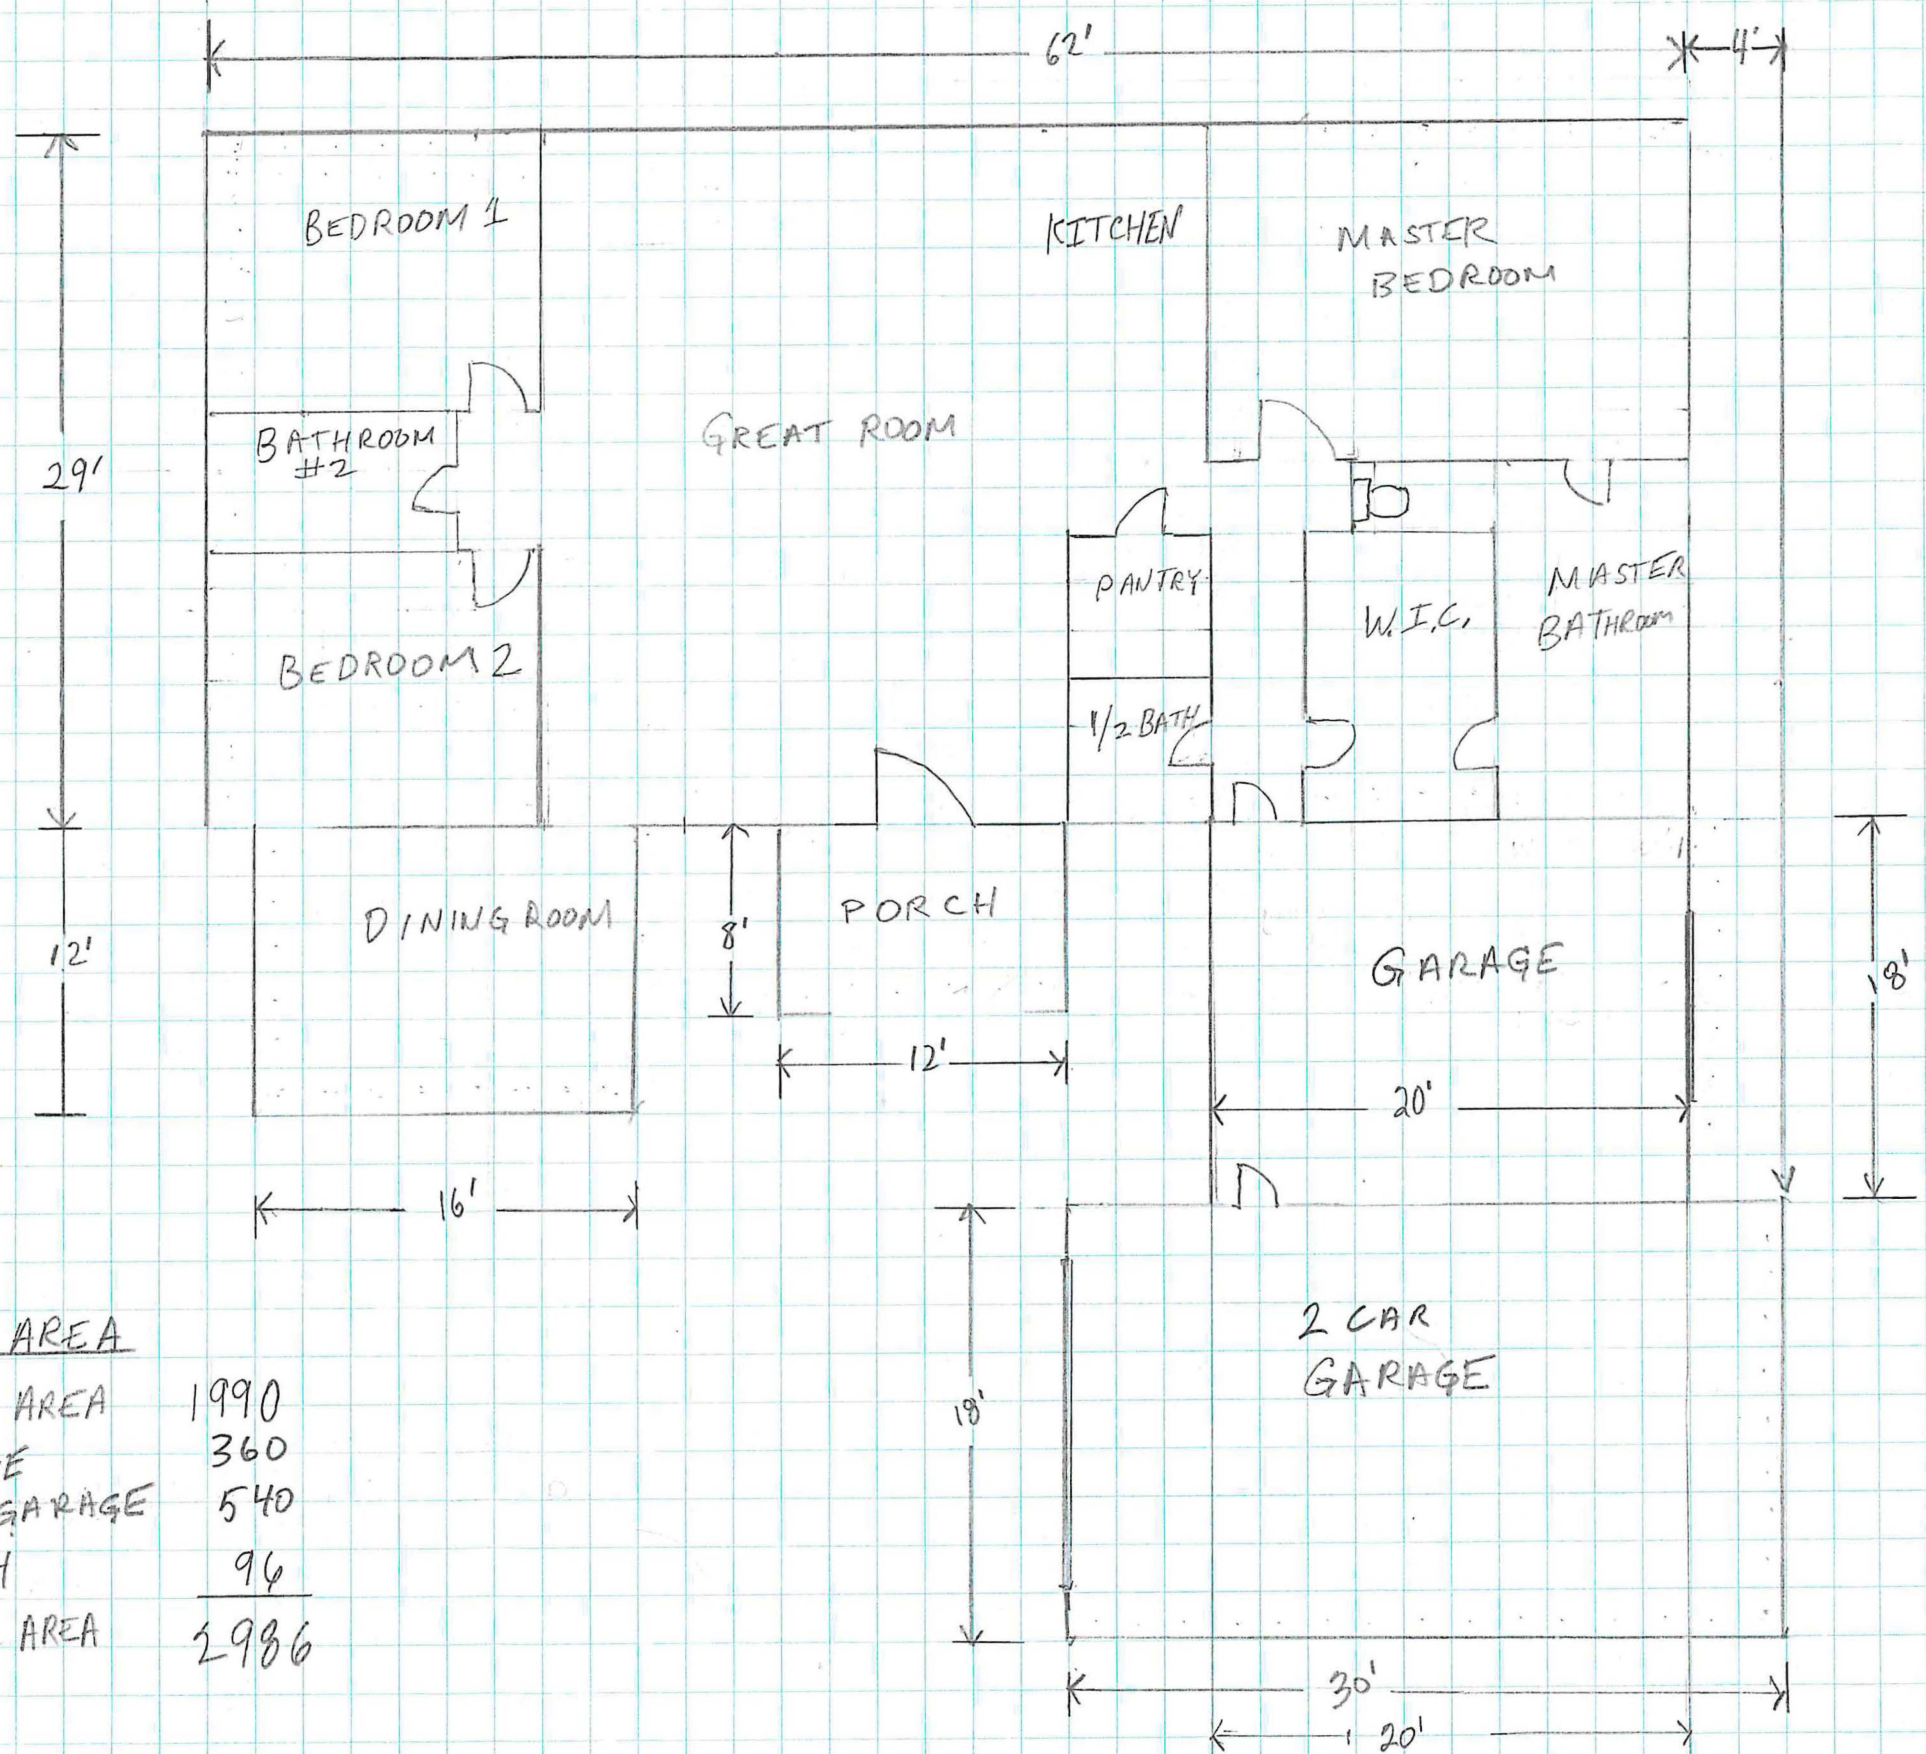 62'
4'
BEDROOM 1
KITCHEN
MASTER
BEDROOM
BATHROOM
#2
GREAT ROOM
29'
PANTRY
W.I.C.
MASTER
BATHROOM
BEDROOM 2
1/2 BATH
DINING ROOM
8'
PORCH
GARAGE
12'
18'
12'
20'
16'
2 CAR
GARAGE
18'
AREA
AREA 1990
E 360
GARAGE 540
H 96
AREA 2986
30'
20'